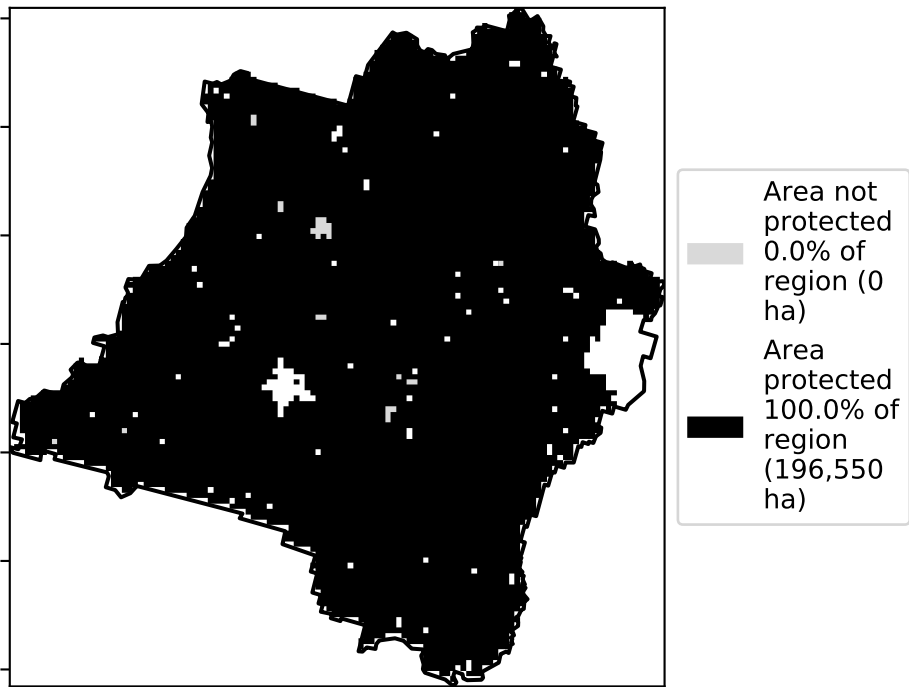 Area not
protected
0.0% of
region (0
ha)
Area
protected
100.0% of
region
(196,550
ha)